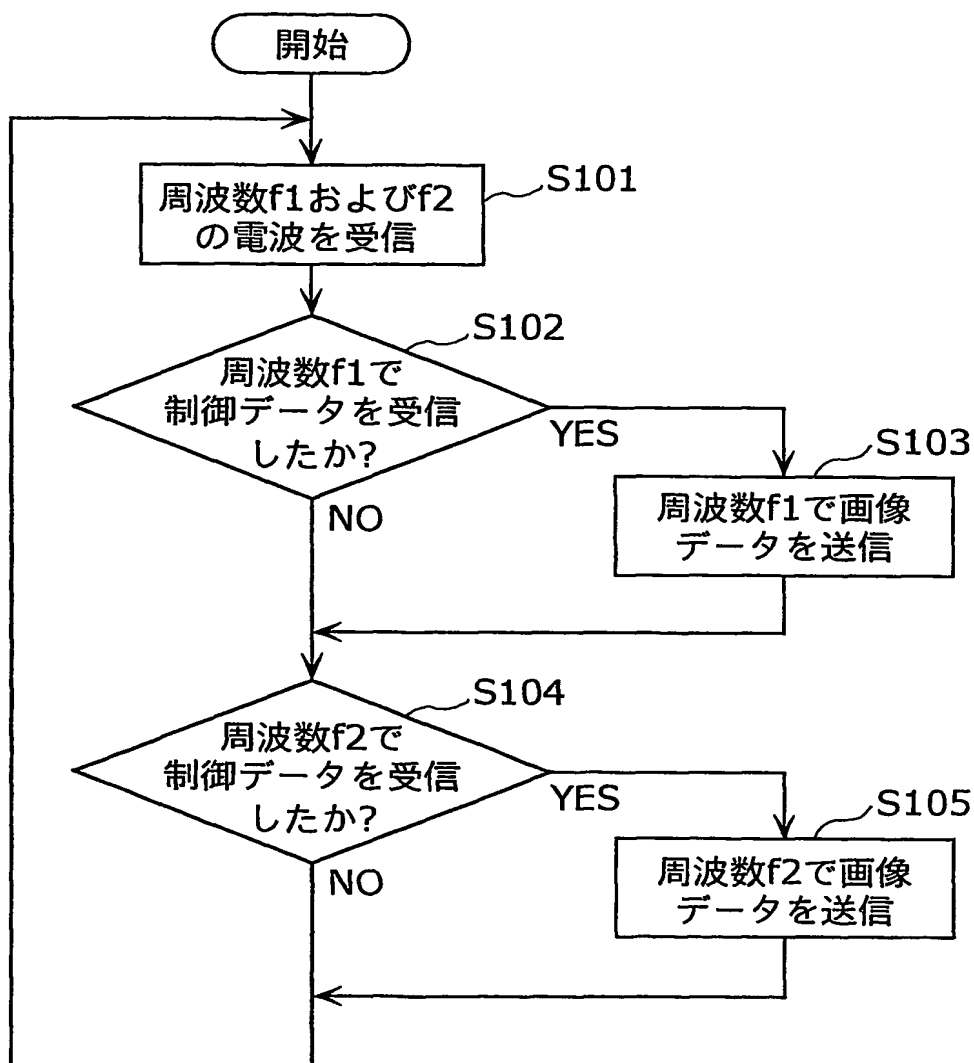 開始
周波数f1およびf2
の電波を受信
S101
周波数f1で
制御データを受信
したか?
S102
YES
NO
周波数f1で画像
データを送信
S103
周波数f2で
制御データを受信
したか?
S104
YES
NO
周波数f2で画像
データを送信
S105